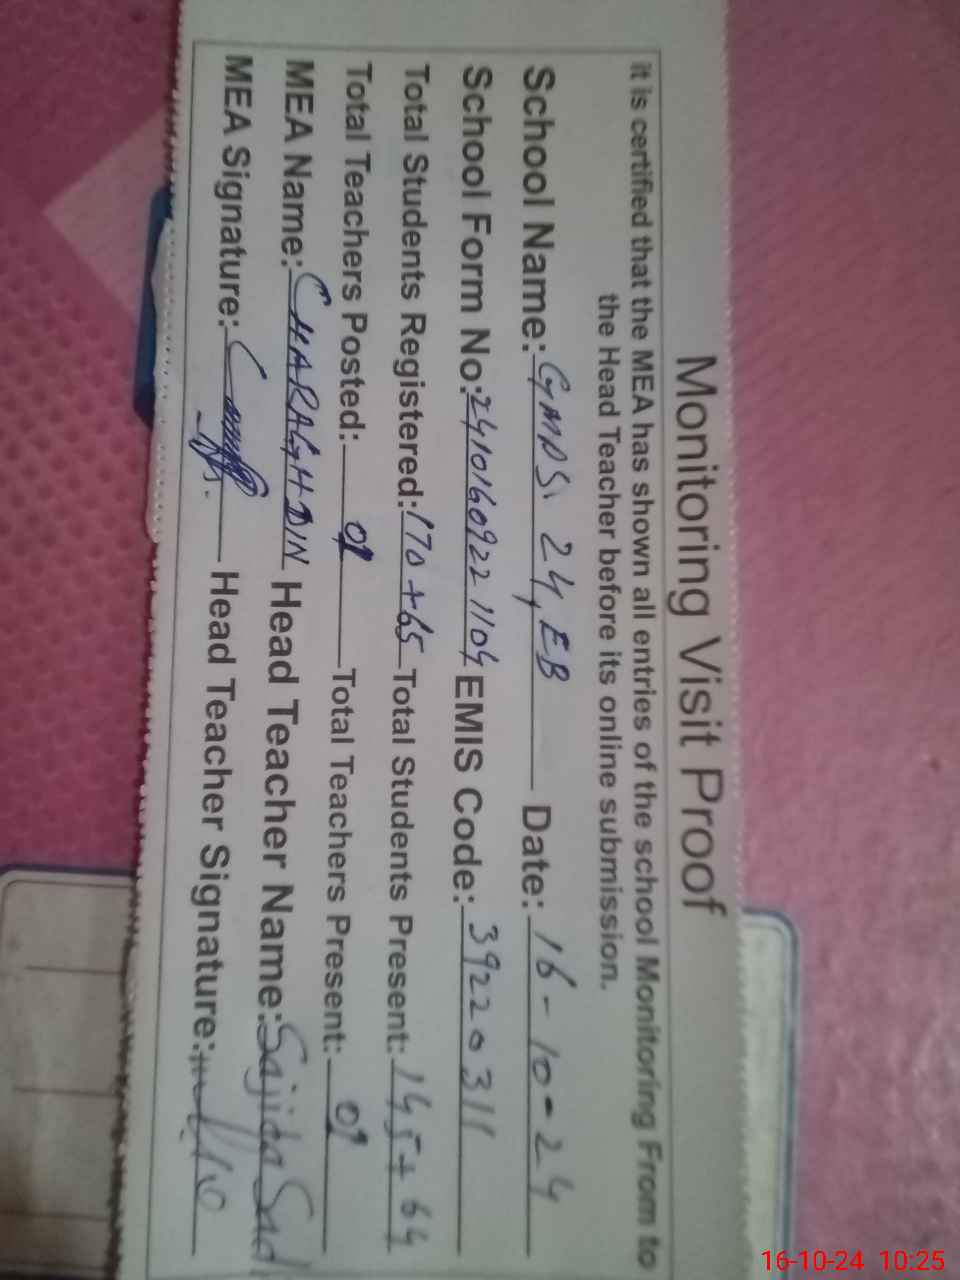 Monitoring Visit Proof
it is certified that the MEA has shown all entries of the school Monitoring From to
the Head Teacher before its online submission.
School Name: GMDS. 24, EB Date: 16-10-24
School Form No: 2410160922 1104 EMIS Code: 39220311
Total Students Registered: 170+65 Total Students Present: 145+64
Total Teachers Posted: Total Teachers Present:
MEA Name: CHARAGH DIN Head Teacher Name: Sajida
MEA Signature: Head Teacher Signature:
16-10-24 10:25